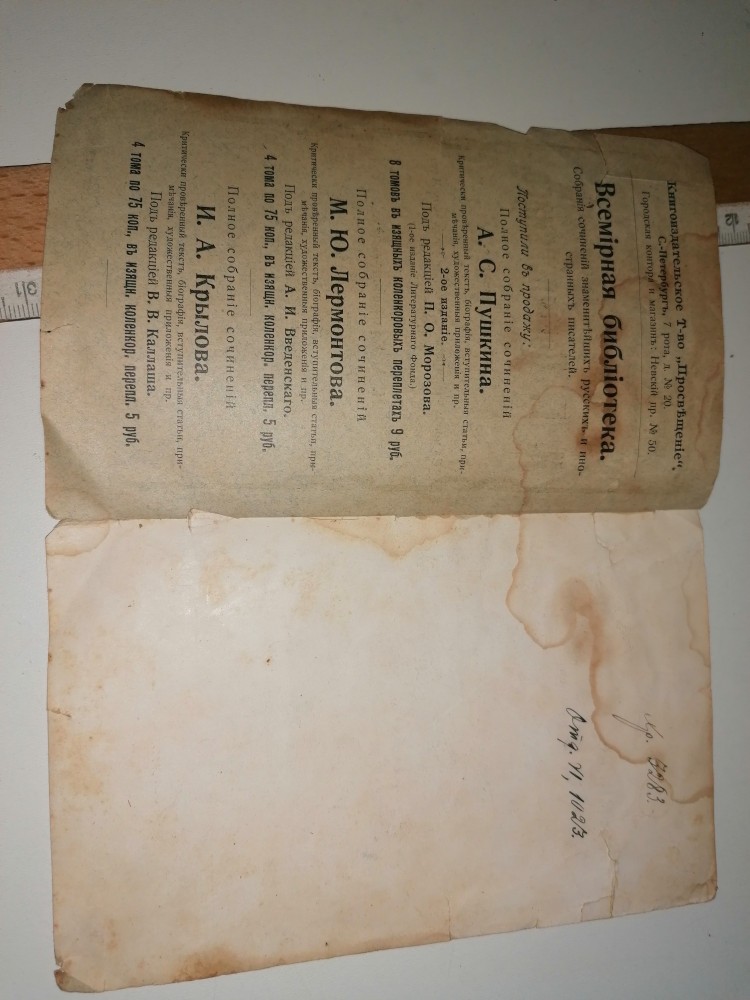 Книгоиздательское Т-во „Просвѣщеніе“,
С.-Петербургъ, 7 рота, д. № 20.
Городская контора и магазинъ: Невскій пр. № 50.
Всемірная библіотека.
Собранія сочиненій знаменитѣйшихъ русскихъ и ино-
странныхъ писателей.
Поступили въ продажу:
Полное собраніе сочиненій
А. С. Пушкина.
Критически провѣренный текстъ, біографія, вступительныя статьи, при-
мѣчанія, художественныя приложенія и пр.
2-ое изданіе.
Подъ редакціей П. О. Морозова.
(1-ое изданіе Литературнаго Фонда.)
8 томовъ въ изящныхъ коленкоровыхъ переплетахъ 9 руб.
Полное собраніе сочиненій
М. Ю. Лермонтова.
Критически провѣренный текстъ, біографія, вступительныя статьи, при-
мѣчанія, художественныя приложенія и пр.
Подъ редакціей А. И. Введенскаго.
4 тома по 75 коп., въ изящн. коленкор. перепл. 5 руб.
Полное собраніе сочиненій
И. А. Крылова.
Критически провѣренный текстъ, біографія, вступительныя статьи, при-
мѣчанія, художественныя приложенія и пр.
Подъ редакціей В. В. Каллаша.
4 тома по 75 коп., въ изящн. коленкор. перепл. 5 руб.
3283.
Отд. VI, 1023.